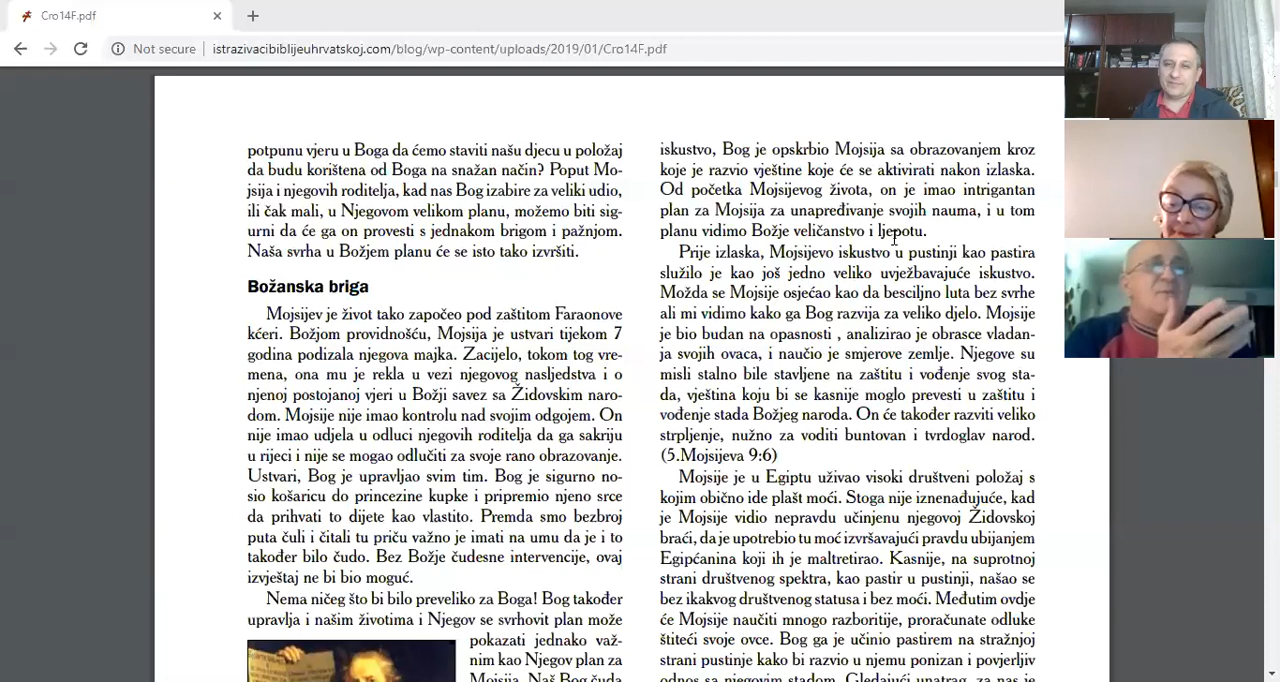 Cro14F.pdf
Not secure
istrazivacibiblijeuhrvatskoj.com/blog/wp-content/uploads/2019/01/Cro14F.pdf
potpunu vjeru u Boga da ćemo staviti našu djecu u položaj
da budu korištena od Boga na snažan način? Poput Mo-
jsija i njegovih roditelja, kad nas Bog izabire za veliki udio,
ili čak mali, u Njegovom velikom planu, možemo biti sig-
urni da će ga on provesti s jednakom brigom i pažnjom.
Naša svrha u Božjem planu će se isto tako izvršiti.
Božanska briga
Mojsijev je život tako započeo pod zaštitom Faraonove
kćeri. Božjom providnošću, Mojsija je ustvari tijekom 7
godina podizala njegova majka. Zacijelo, tokom tog vre-
mena, ona mu je rekla u vezi njegovog nasljedstva i o
njenoj postojanoj vjeri u Božji savez sa Židovskim naro-
dom. Mojsije nije imao kontrolu nad svojim odgojem. On
nije imao udjela u odluci njegovih roditelja da ga sakriju
u rijeci i nije se mogao odlučiti za svoje rano obrazovanje.
Ustvari, Bog je upravljao svim tim. Bog je sigurno no-
sio košaricu do princezine kupke i pripremio njeno srce
da prihvati to dijete kao vlastito. Premda smo bezbroj
puta čuli i čitali tu priču važno je imati na umu da je i to
također bilo čudo. Bez Božje čudesne intervencije, ovaj
izvještaj ne bi bio moguć.
Nema ničeg što bi bilo preveliko za Boga! Bog također
upravlja i našim životima i Njegov se svrhovit plan može
pokazati jednako važ-
nim kao Njegov plan za
Mojsija. Naš Bog čuda
iskustvo, Bog je opskrbio Mojsija sa obrazovanjem kroz
koje je razvio vještine koje će se aktivirati nakon izlaska.
Od početka Mojsijevog života, on je imao intrigantan
plan za Mojsija za unapređivanje svojih nauma, i u tom
planu vidimo Božje veličanstvo i ljepotu.
Prije izlaska, Mojsijevo iskustvo u pustinji kao pastira
služilo je kao još jedno veliko uvježbavajuće iskustvo.
Možda se Mojsije osjećao kao da besciljno luta bez svrhe
ali mi vidimo kako ga Bog razvija za veliko djelo. Mojsije
je bio budan na opasnosti , analizirao je obrasce vladan-
ja svojih ovaca, i naučio je smjerove zemlje. Njegove su
misli stalno bile stavljene na zaštitu i vođenje svog sta-
da, vještina koju bi se kasnije moglo prevesti u zaštitu i
vođenje stada Božjeg naroda. On će također razviti veliko
strpljenje, nužno za voditi buntovan i tvrdoglav narod.
(5.Mojsijeva 9:6)
Mojsije je u Egiptu uživao visoki društveni položaj s
kojim obično ide plašt moći. Stoga nije iznenađujuće, kad
je Mojsije vidio nepravdu učinjenu njegovoj Židovskoj
braći, da je upotrebio tu moć izvršavajući pravdu ubijanjem
Egipćanina koji ih je maltretirao. Kasnije, na suprotnoj
strani društvenog spektra, kao pastir u pustinji, našao se
bez ikakvog društvenog statusa i bez moći. Međutim ovdje
će Mojsije naučiti mnogo razboritije, proračunate odluke
štiteći svoje ovce. Bog ga je učinio pastirem na stražnjoj
strani pustinje kako bi razvio u njemu ponizan i povjerljiv
odnos sa njegovim stadom. Gledajući unatrag, za nas je